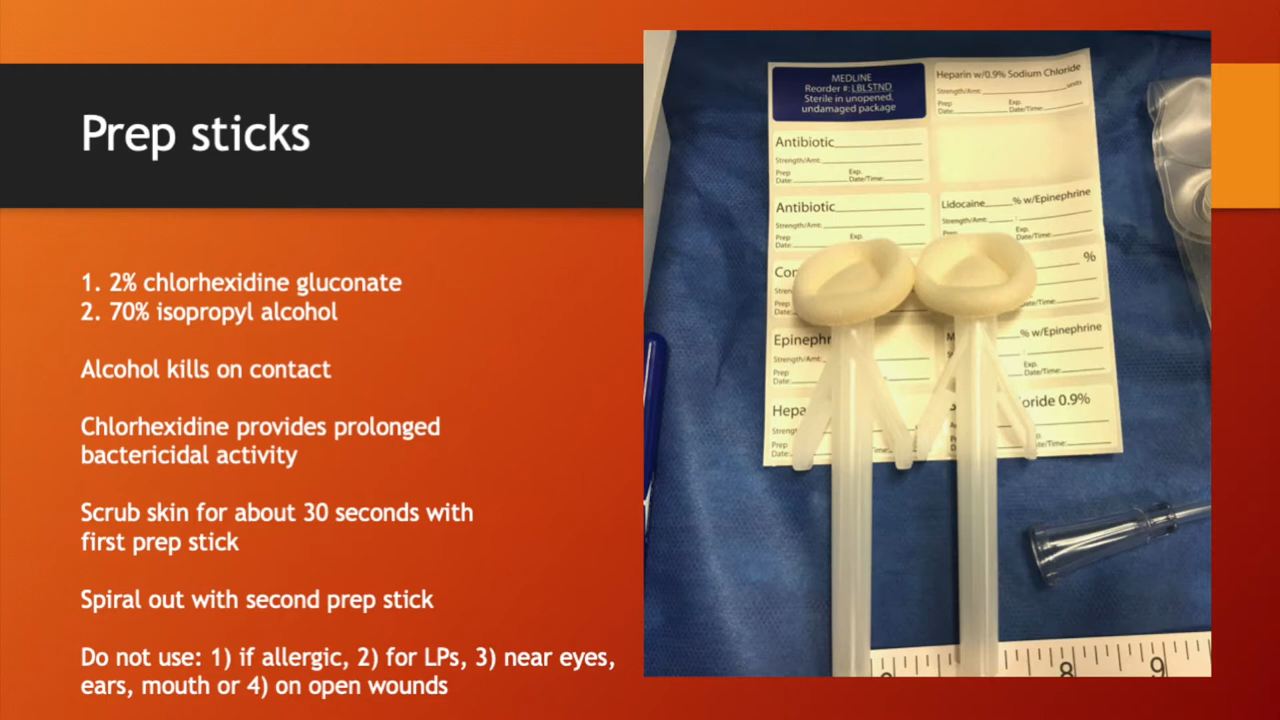 Prep sticks
1. 2% chlorhexidine gluconate
2. 70% isopropyl alcohol
Alcohol kills on contact
Chlorhexidine provides prolonged
bactericidal activity
Scrub skin for about 30 seconds with
first prep stick
Spiral out with second prep stick
Do not use: 1) if allergic, 2) for LPs, 3) near eyes,
ears, mouth or 4) on open wounds
MEDLINE
Reorder #: LBLSTND
Sterile in unopened,
undamaged package
Antibiotic
Strength/Amt:
Prep Exp.
Date: Date/Time:
Antibiotic
Strength/Amt:
Prep Exp.
Date:
Con
Stren
Prep
Date:
Epinephr
Strength/Amt:
Prep
Date:
Hepa
Strengt
Prep
Date: Time:
Heparin w/0.9% Sodium Chloride
Strength/Amt: units
Prep Exp.
Date: Date/Time:
Lidocaine % w/Epinephrine
Strength/Amt: :
Prep Exp.
Date/Time:
%
% w/Epinephrine
Exp.
Date/Time:
oride 0.9%
te/Time:
8 9